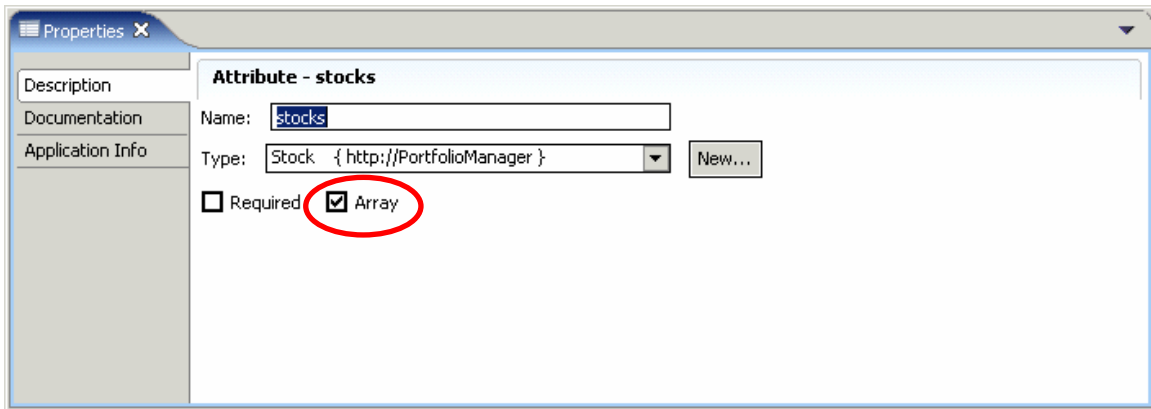 Properties
Description
Attribute - stocks
Documentation
Name: stocks
Application Info
Type: Stock { http://PortfolioManager } New...
Required Array